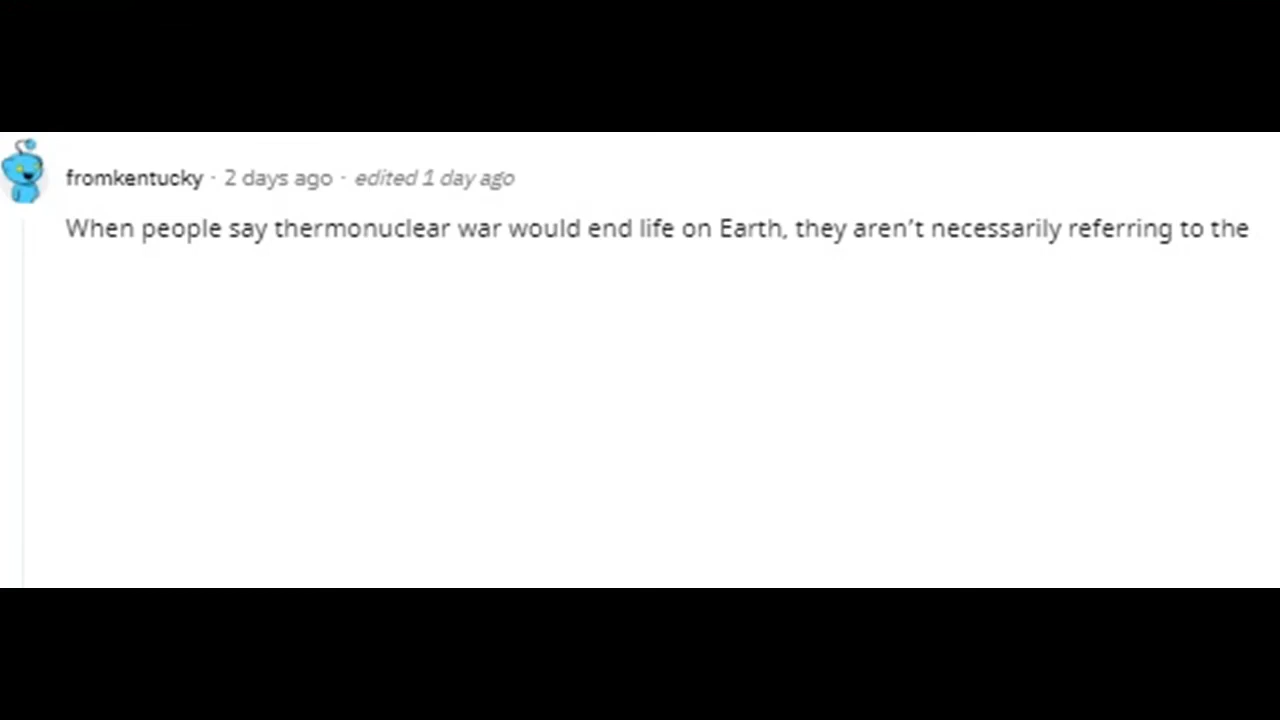 fromkentucky · 2 days ago · edited 1 day ago
When people say thermonuclear war would end life on Earth, they aren’t necessarily referring to the